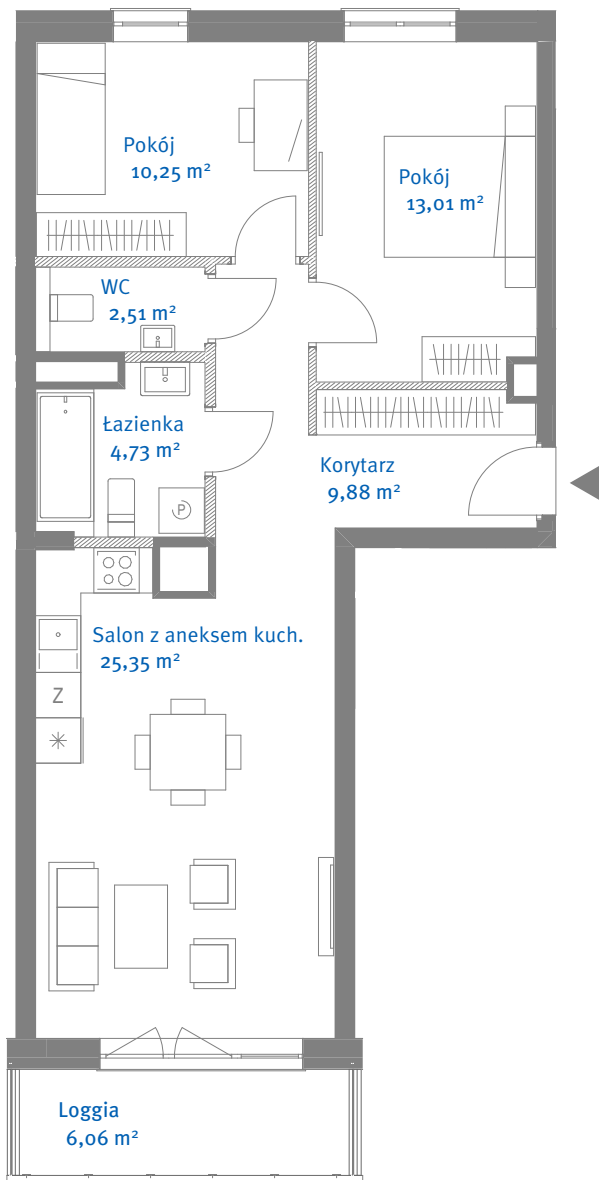 Pokój
10,25 m²
Pokój
13,01 m²
WC
2,51 m²
Łazienka
4,73 m²
Korytarz
9,88 m²
P
Salon z aneksem kuch.
25,35 m²
Z
Loggia
6,06 m²